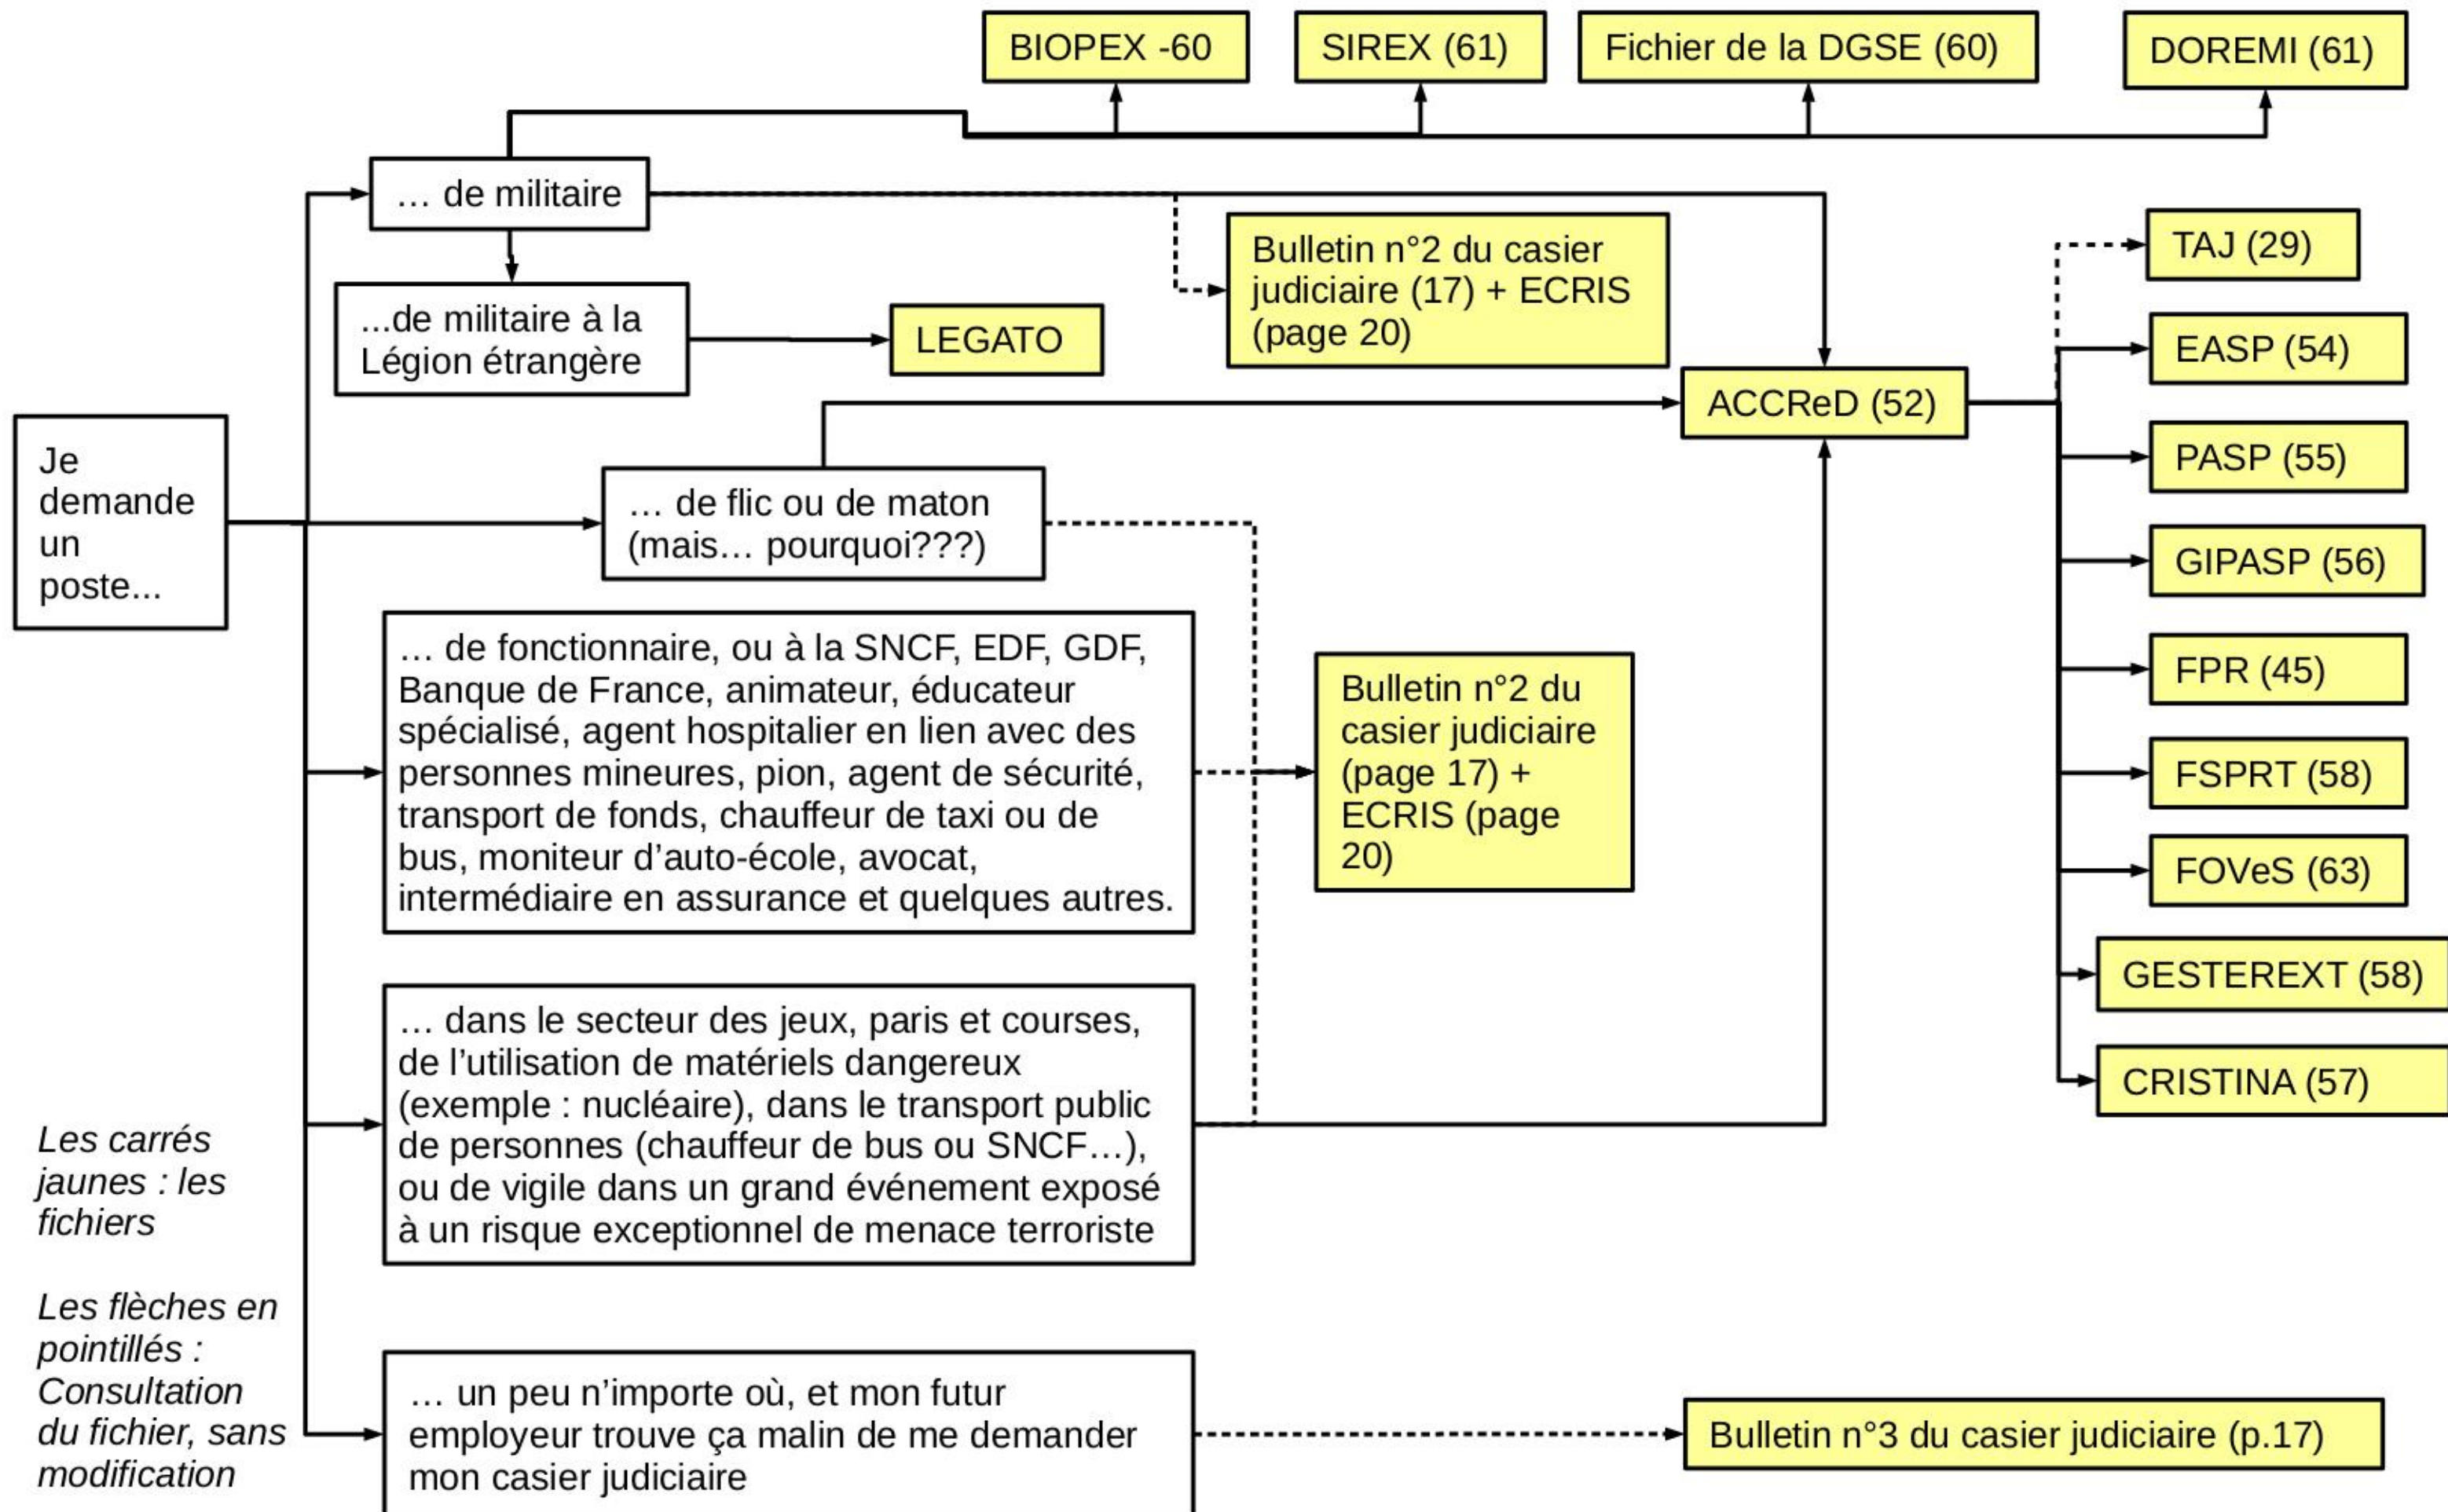 BIOPEX -60
SIREX (61)
Fichier de la DGSE (60)
DOREMI (61)
… de militaire
Bulletin n°2 du casier
judiciaire (17) + ECRIS
(page 20)
TAJ (29)
...de militaire à la
Légion étrangère
LEGATO
EASP (54)
ACCReD (52)
PASP (55)
Je
demande
un
poste...
… de flic ou de maton
(mais… pourquoi???)
GIPASP (56)
FPR (45)
… de fonctionnaire, ou à la SNCF, EDF, GDF,
Banque de France, animateur, éducateur
spécialisé, agent hospitalier en lien avec des
personnes mineures, pion, agent de sécurité,
transport de fonds, chauffeur de taxi ou de
bus, moniteur d’auto-école, avocat,
intermédiaire en assurance et quelques autres.
Bulletin n°2 du
casier judiciaire
(page 17) +
ECRIS (page
20)
FSPRT (58)
FOVeS (63)
GESTEREXT (58)
CRISTINA (57)
… dans le secteur des jeux, paris et courses,
de l’utilisation de matériels dangereux
(exemple : nucléaire), dans le transport public
de personnes (chauffeur de bus ou SNCF…),
ou de vigile dans un grand événement exposé
à un risque exceptionnel de menace terroriste
Les carrés
jaunes : les
fichiers
Les flèches en
pointillés :
Consultation
du fichier, sans
modification
… un peu n’importe où, et mon futur
employeur trouve ça malin de me demander
mon casier judiciaire
Bulletin n°3 du casier judiciaire (p.17)